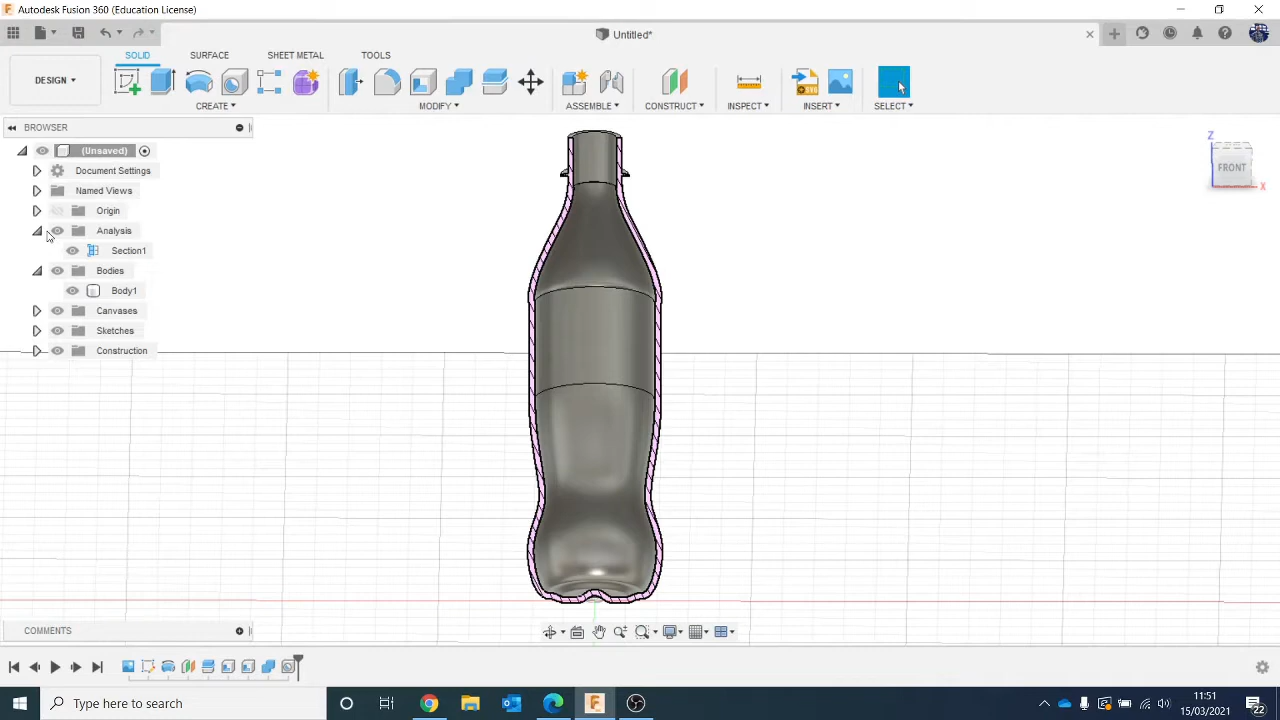 Autodesk Fusion 360 (Education License)
Untitled*
SOLID SURFACE SHEET METAL TOOLS
DESIGN
CREATE MODIFY ASSEMBLE CONSTRUCT INSPECT INSERT SELECT
BROWSER
(Unsaved)
Document Settings
Named Views
Origin
Analysis
Section1
Bodies
Body1
Canvases
Sketches
Construction
Z
FRONT
X
COMMENTS
Type here to search
11:51
15/03/2021
22